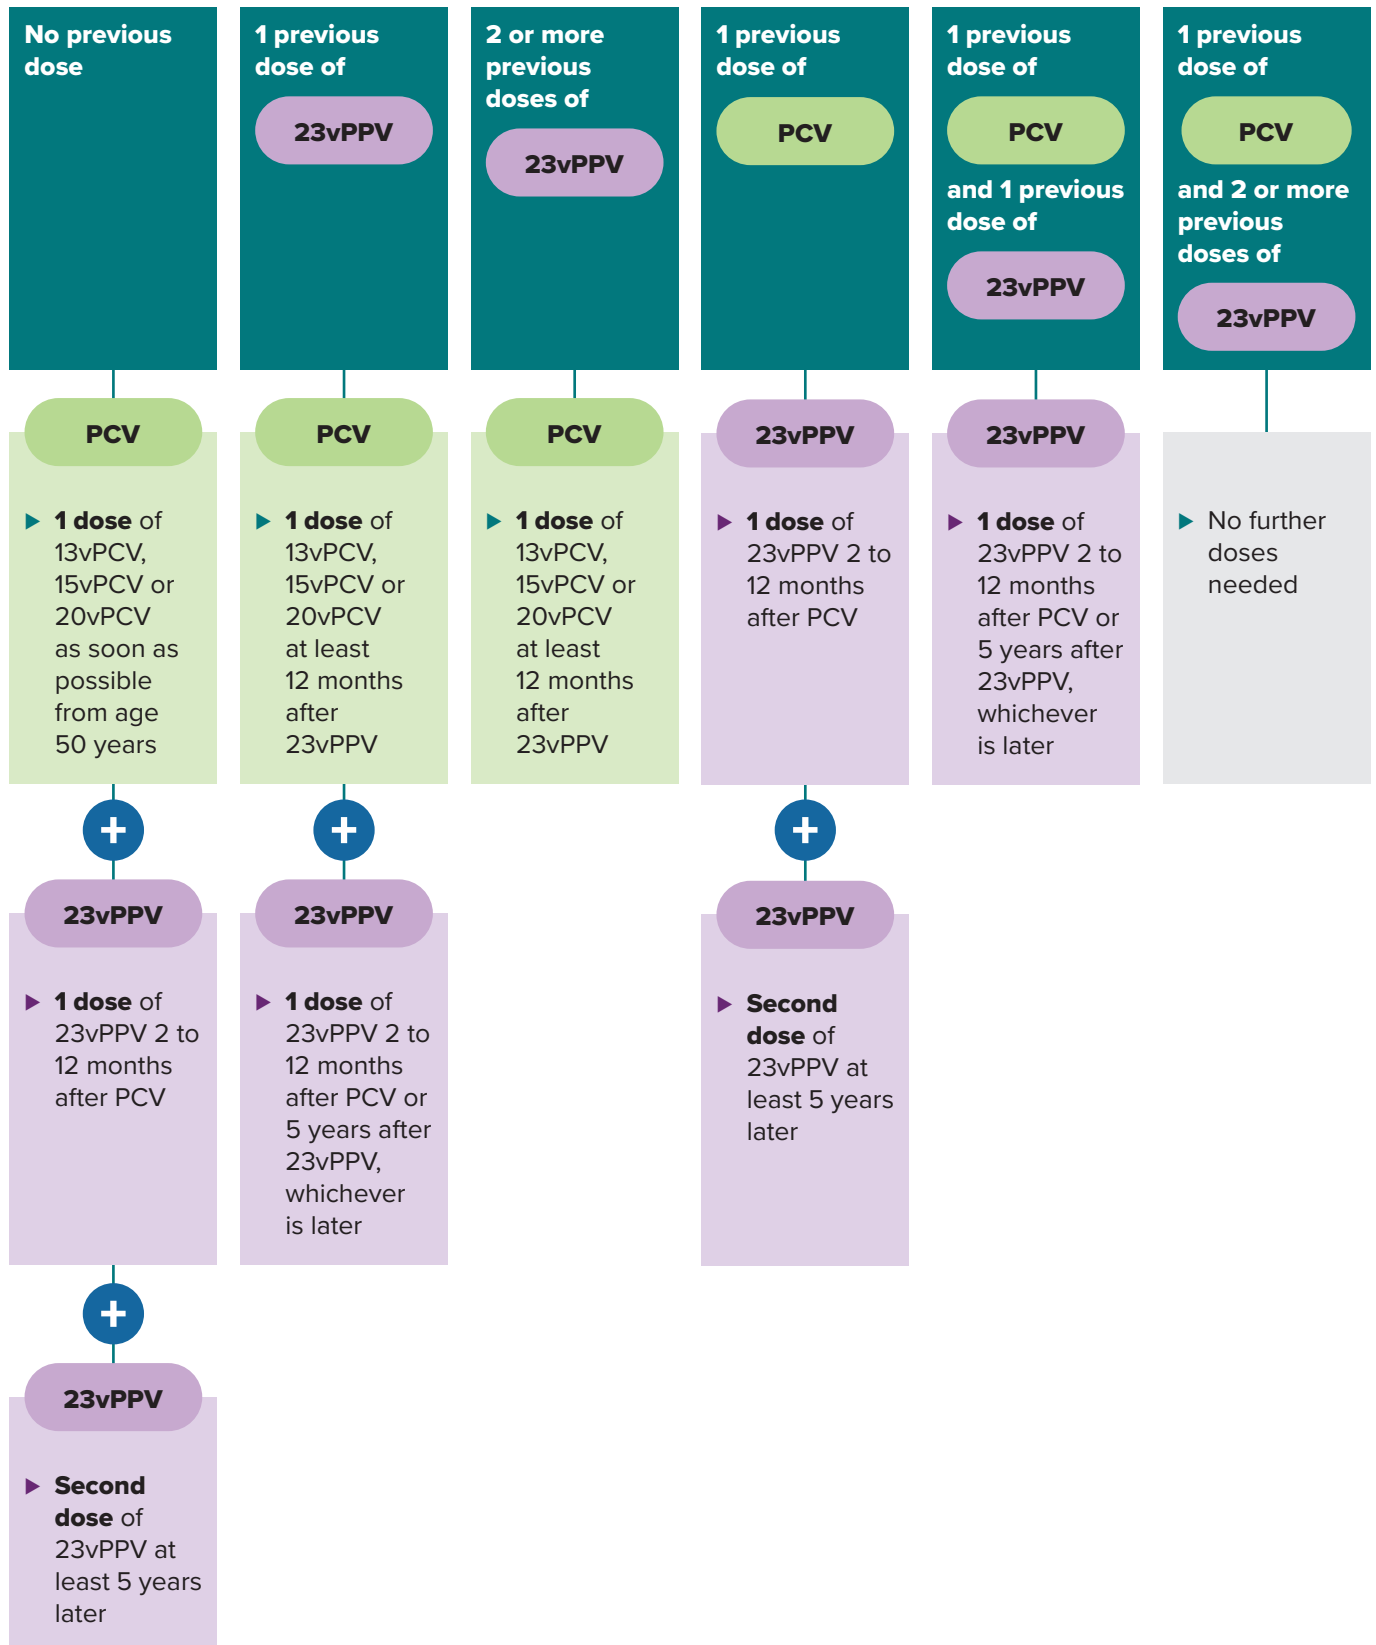 No previous
dose
PCV
1 dose of
13vPCV,
15vPCV or
20vPCV
as soon as
possible
from age
50 years
+
23vPPV
1 dose of
23vPPV 2 to
12 months
after PCV
+
23vPPV
Second
dose of
23vPPV at
least 5 years
later
1 previous
dose of
23vPPV
PCV
1 dose of
13vPCV,
15vPCV or
20vPCV
at least
12 months
after
23vPPV
+
23vPPV
1 dose of
23vPPV 2 to
12 months
after PCV or
5 years after
23vPPV,
whichever
is later
2 or more
previous
doses of
23vPPV
PCV
1 dose of
13vPCV,
15vPCV or
20vPCV
at least
12 months
after
23vPPV
1 previous
dose of
PCV
23vPPV
1 dose of
23vPPV 2 to
12 months
after PCV
+
23vPPV
Second
dose of
23vPPV at
least 5 years
later
1 previous
dose of
PCV
and 1 previous
dose of
23vPPV
23vPPV
1 dose of
23vPPV 2 to
12 months
after PCV or
5 years after
23vPPV,
whichever
is later
1 previous
dose of
PCV
and 2 or more
previous
doses of
23vPPV
No further
doses
needed